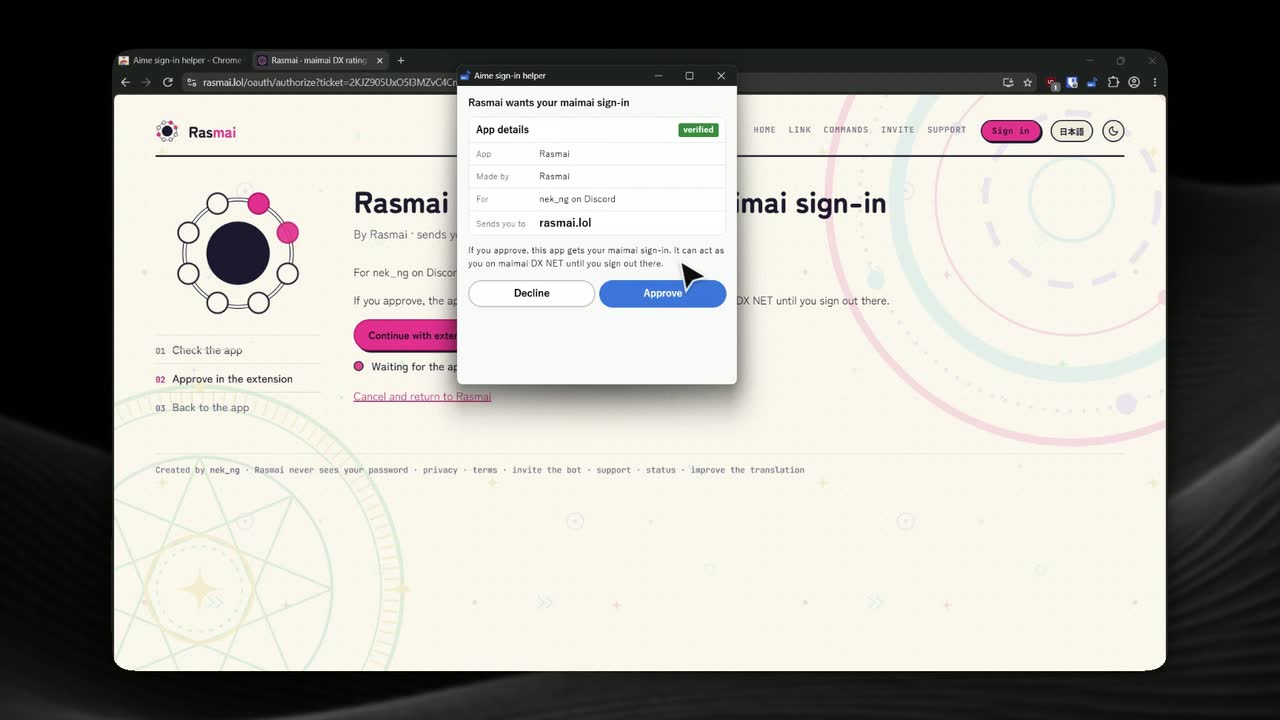 Aime sign-in helper - Chrome
Rasmai · maimai DX rating
rasmai.lol/oauth/authorize?ticket=
Aime sign-in helper
Rasmai wants your maimai sign-in
App details
verified
App
Rasmai
Made by
Rasmai
For
nek_ng on Discord
Sends you to
rasmai.lol
If you approve, this app gets your maimai sign-in. It can act as
you on maimai DX NET until you sign out there.
Decline
Approve
Rasmai
HOME
LINK
COMMANDS
INVITE
SUPPORT
Sign in
日本語
Rasmai
imai sign-in
By Rasmai · sends y
For nek_ng on Discor
If you approve, the ap
DX NET until you sign out there.
Continue with exte
Waiting for the ap
Cancel and return to Rasmai
01 Check the app
02 Approve in the extension
03 Back to the app
Created by nek_ng · Rasmai never sees your password · privacy · terms · invite the bot · support · status · improve the translation